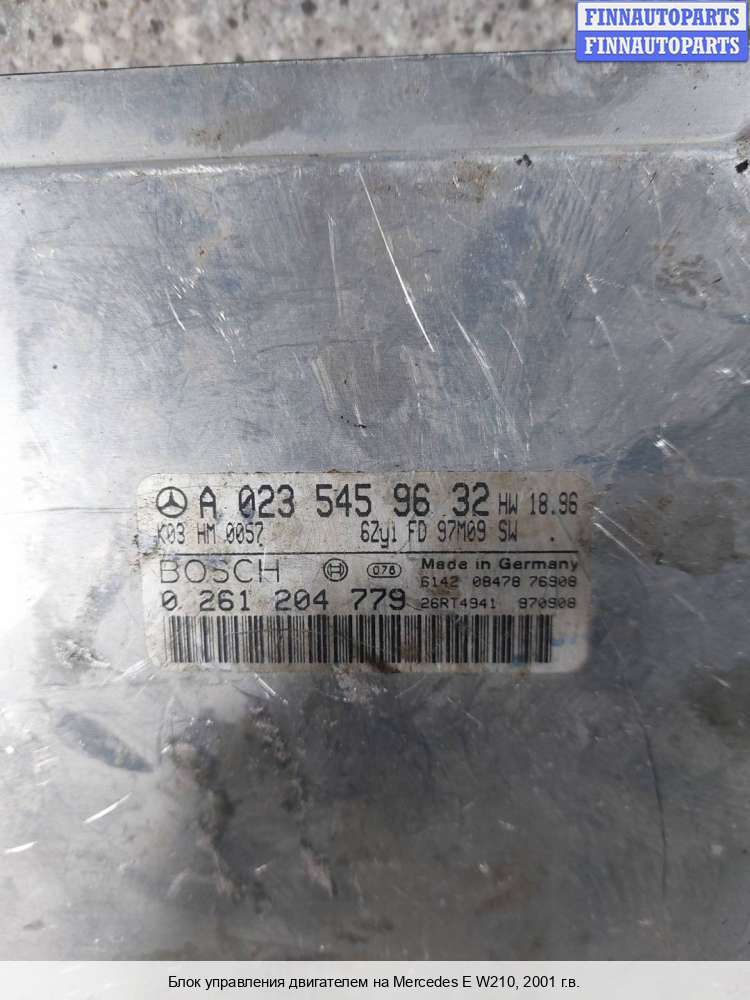 FINNAUTOPARTS
FINNAUTOPARTS
A 023 545 96 32 HW 18.96
K03 HM 0057 6Zyl FD 97M09 SW .
BOSCH 076 Made in Germany
6142 08478 76908
0 261 204 779 26RT4941 970908
Блок управления двигателем на Mercedes E W210, 2001 г.в.